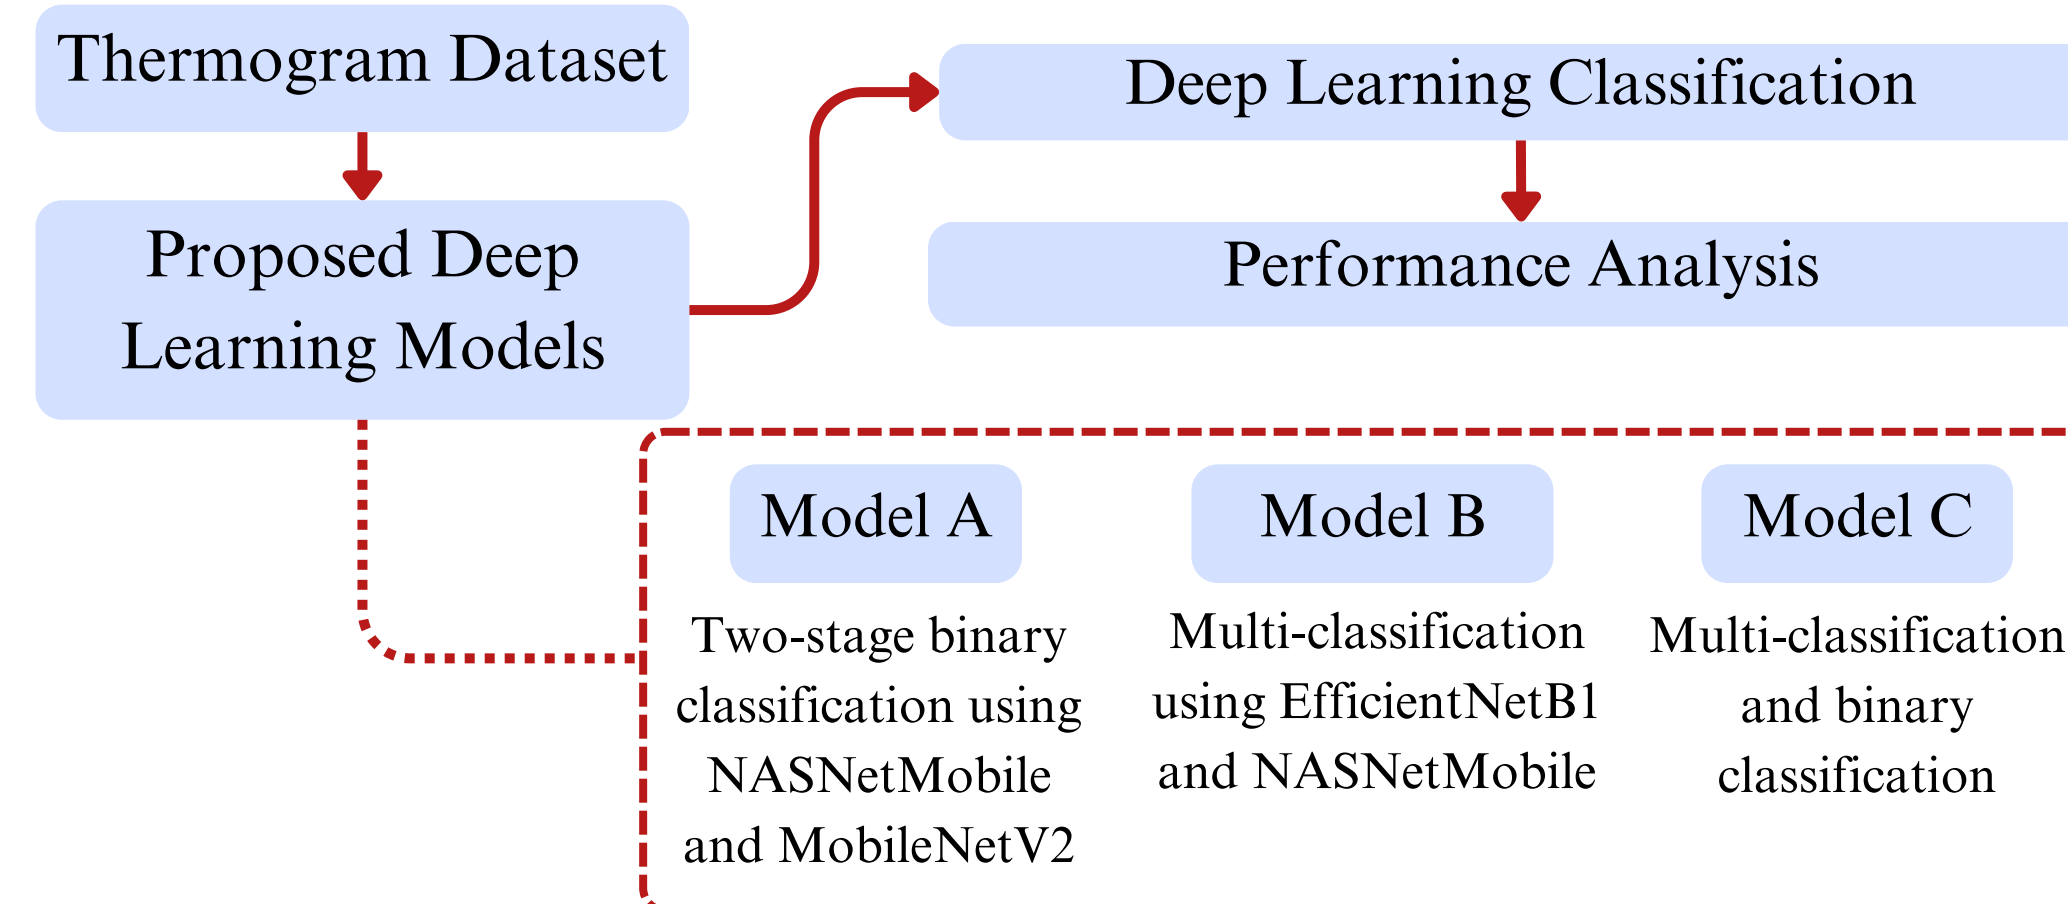 Thermogram Dataset
Proposed Deep
Learning Models
Deep Learning Classification
Performance Analysis
Model A
Two-stage binary
classification using
NASNetMobile
and MobileNetV2
Model B
Multi-classification
using EfficientNetB1
and NASNetMobile
Model C
Multi-classification
and binary
classification